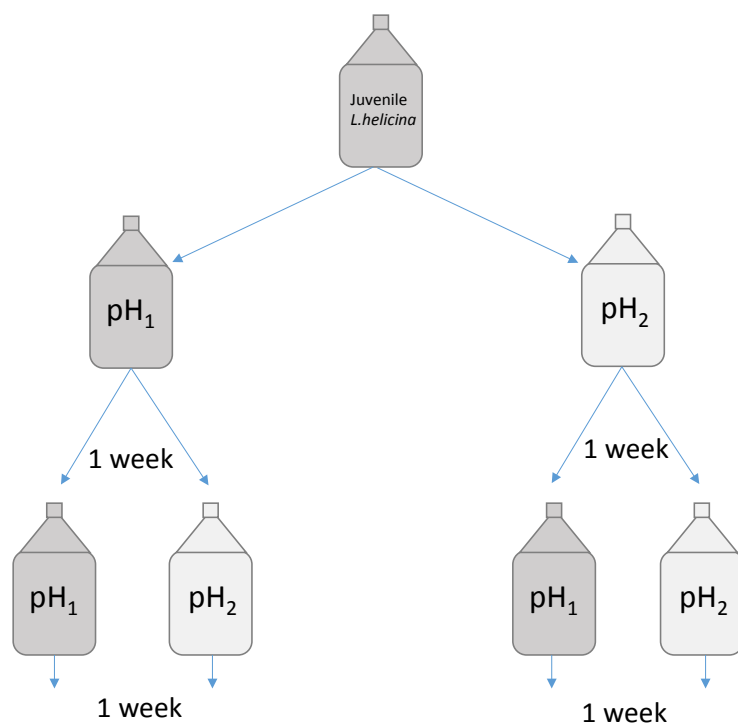 Juvenile
L.helicina
pH₁
pH₂
1 week
1 week
pH₁
pH₂
pH₁
pH₂
1 week
1 week